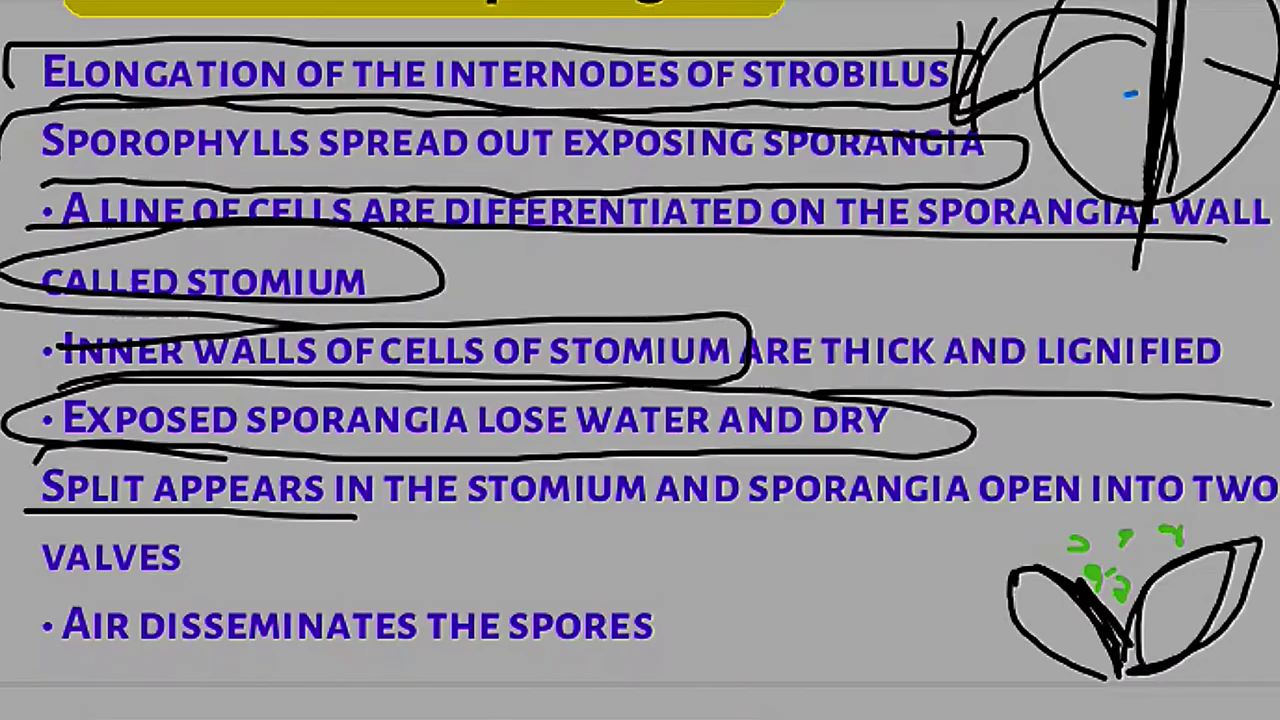 ELONGATION OF THE INTERNODES OF STROBILUS
SPOROPHYLLS SPREAD OUT EXPOSING SPORANGIA
• A LINE OF CELLS ARE DIFFERENTIATED ON THE SPORANGIAL WALL
CALLED STOMIUM
• INNER WALLS OF CELLS OF STOMIUM ARE THICK AND LIGNIFIED
• EXPOSED SPORANGIA LOSE WATER AND DRY
SPLIT APPEARS IN THE STOMIUM AND SPORANGIA OPEN INTO TWO
VALVES
• AIR DISSEMINATES THE SPORES